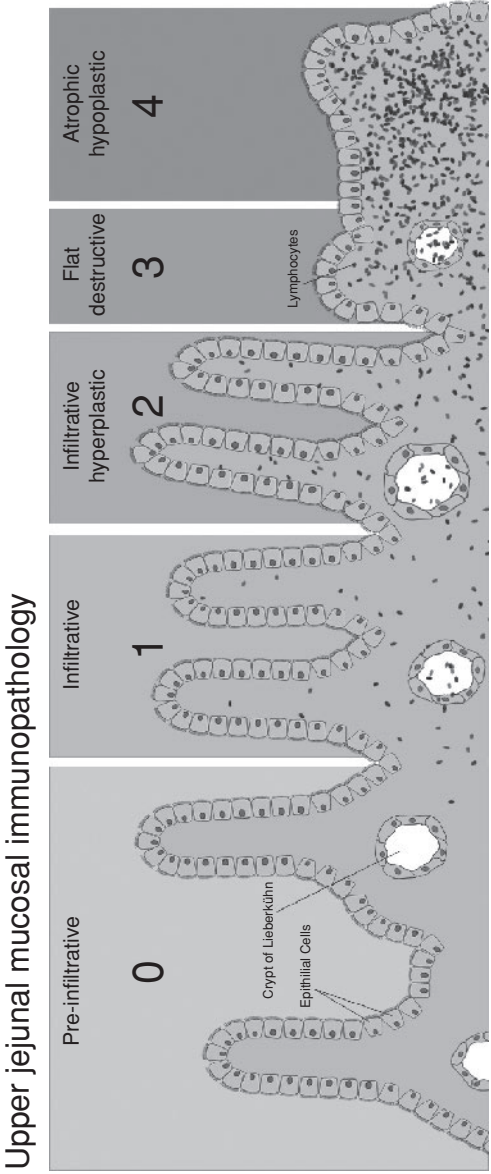 Upper jejunal mucosal immunopathology
Pre-infiltrative
0
Infiltrative
1
Infiltrative
hyperplastic
2
Flat
destructive
3
Atrophic
hypoplastic
4
Crypt of Lieberkühn
Epithilial Cells
Lymphocytes